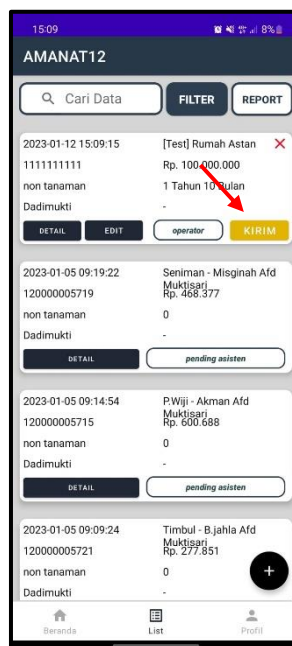 15:09 8%
AMANAT12
Cari Data FILTER REPORT
2023-01-12 15:09:15 [Test] Rumah Astan
1111111111 Rp. 100.000.000
non tanaman 1 Tahun 10 Bulan
Dadimukti -
DETAIL EDIT operator KIRIM
2023-01-05 09:19:22 Seniman - Misginah Afd
Muktisari
120000005719 Rp. 468.377
non tanaman 0
Dadimukti -
DETAIL pending asisten
2023-01-05 09:14:54 P.Wiji - Akman Afd
Muktisari
120000005715 Rp. 600.688
non tanaman 0
Dadimukti -
DETAIL pending asisten
2023-01-05 09:09:24 Timbul - B.jahla Afd
Muktisari
120000005721 Rp. 277.851
non tanaman 0
Dadimukti -
+
Beranda List Profil